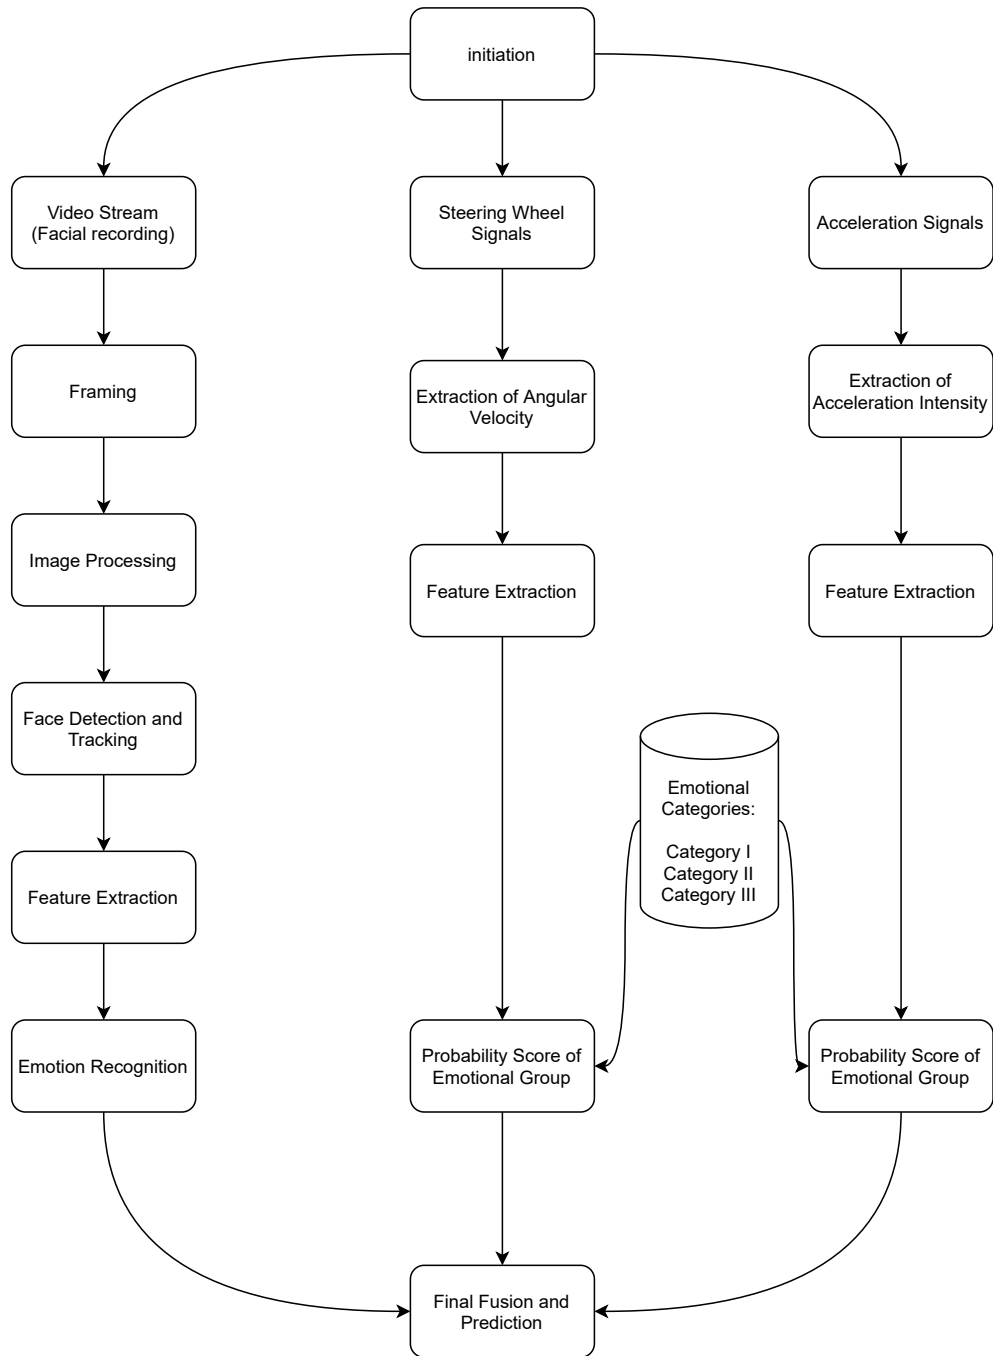 initiation
Video Stream
(Facial recording)
Steering Wheel
Signals
Acceleration Signals
Framing
Extraction of Angular
Velocity
Extraction of
Acceleration Intensity
Image Processing
Feature Extraction
Feature Extraction
Face Detection and
Tracking
Emotional
Categories:
Category I
Category II
Category III
Feature Extraction
Emotion Recognition
Probability Score of
Emotional Group
Probability Score of
Emotional Group
Final Fusion and
Prediction